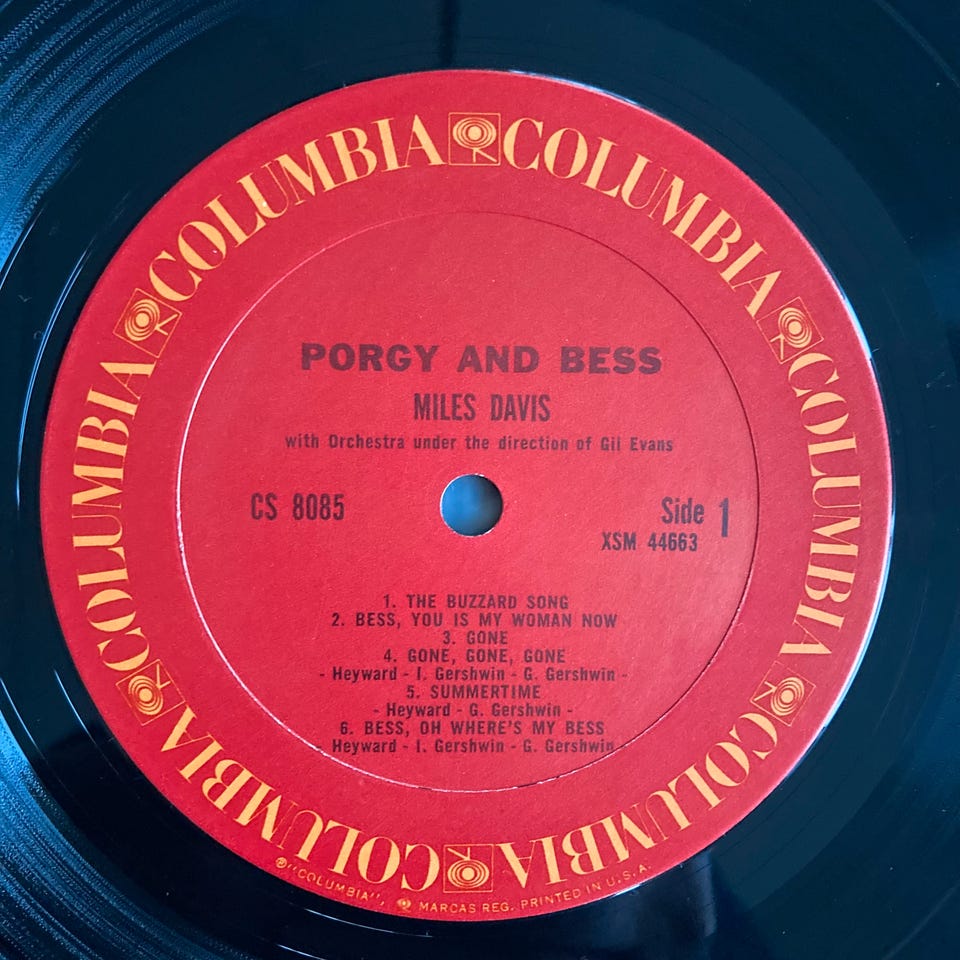 COLUMBIA COLUMBIA COLUMBIA COLUMBIA COLUMBIA COLUMBIA
PORGY AND BESS
MILES DAVIS
with Orchestra under the direction of Gil Evans
CS 8085
Side 1
XSM 44663
1. THE BUZZARD SONG
2. BESS, YOU IS MY WOMAN NOW
3. GONE
4. GONE, GONE, GONE
- Heyward - I. Gershwin - G. Gershwin -
5. SUMMERTIME
- Heyward - G. Gershwin -
6. BESS, OH WHERE'S MY BESS
Heyward - I. Gershwin - G. Gershwin
®"COLUMBIA", MARCAS REG. PRINTED IN U.S.A.